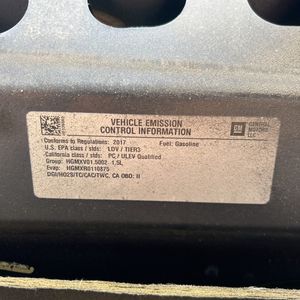 VEHICLE EMISSION
CONTROL INFORMATION
GM GENERAL MOTORS LLC
Conforms to Regulations: 2017 Fuel: Gasoline
U.S. EPA class / stds: LDV / TIER3
California class / stds: PC / ULEV Qualified
Group: HGMXV01.5002 1.5L
Evap: HGMXR0110875
DGI/HO2S/TC/CAC/TWC, CA OBD: II